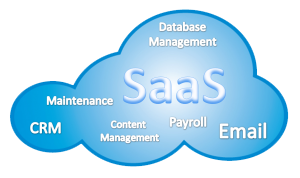 Database
Management
SaaS
Maintenance
CRM
Content
Management
Payroll
Email